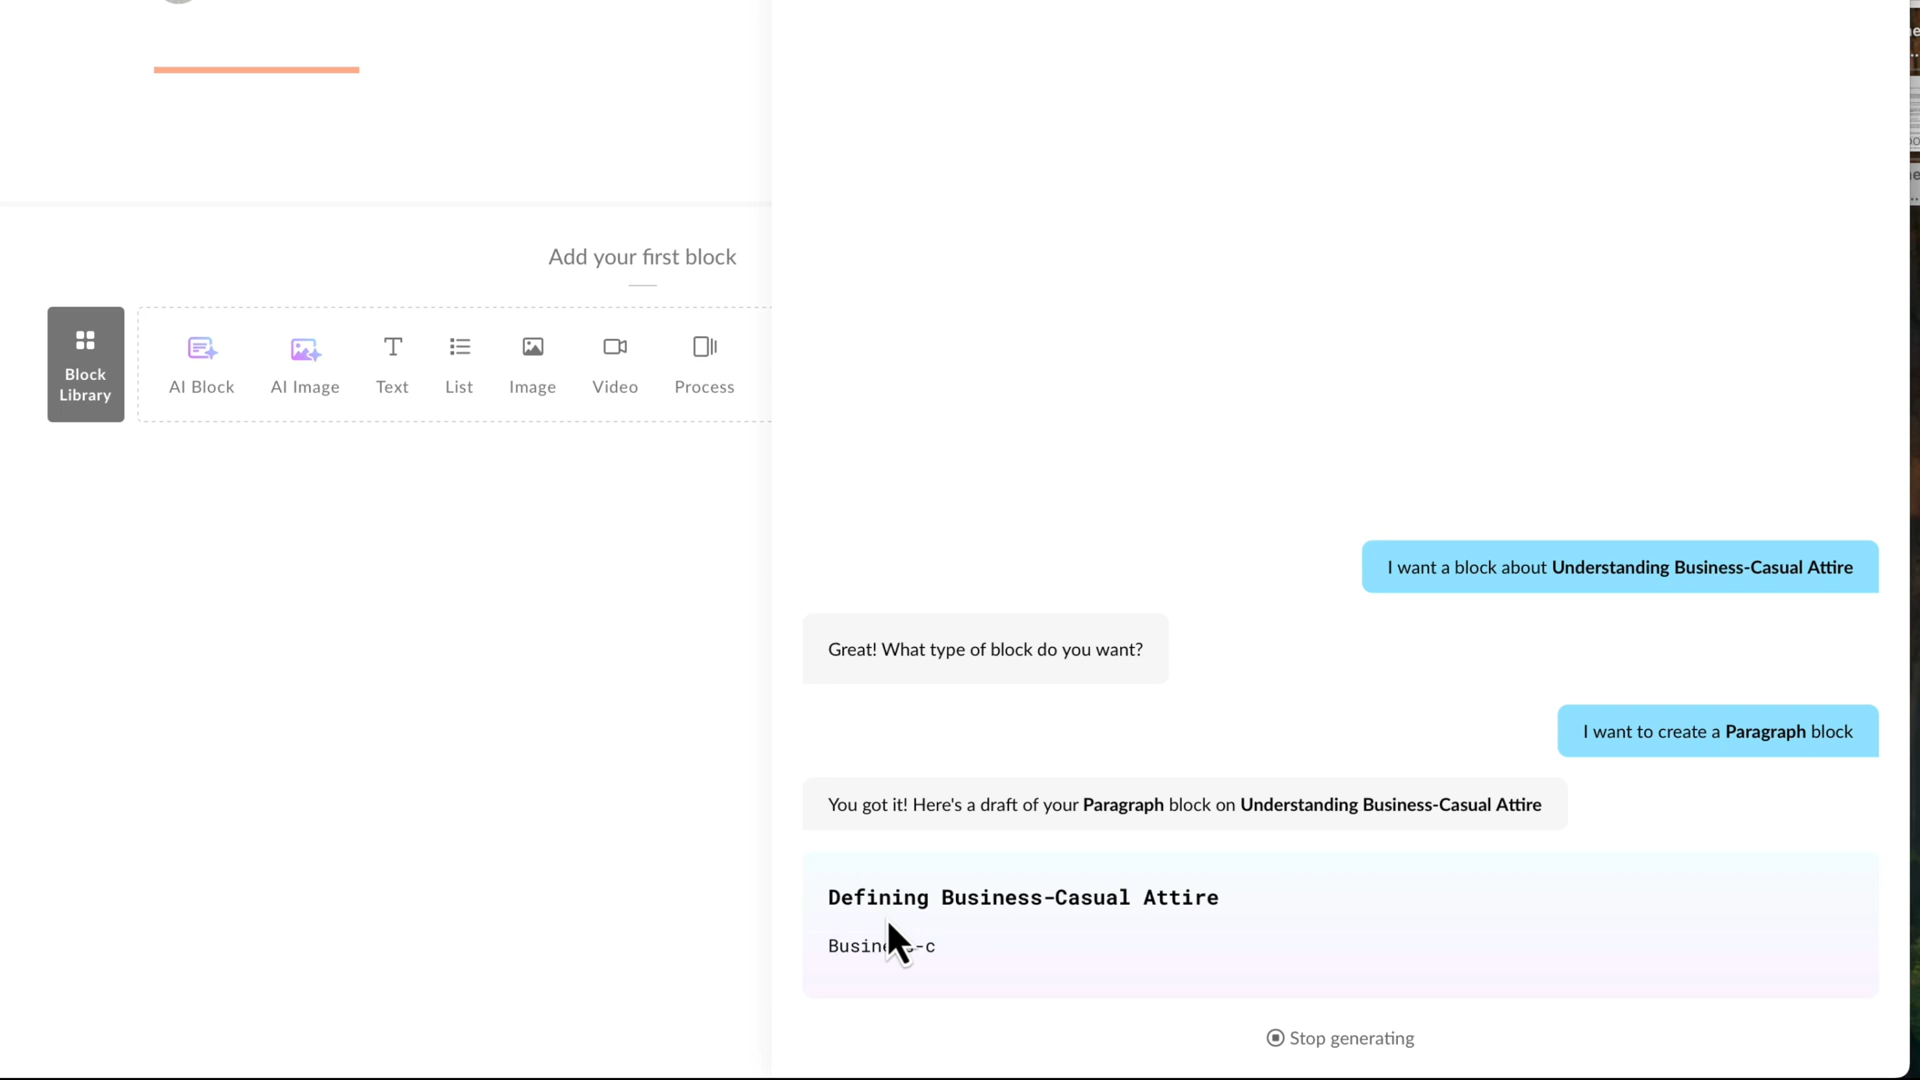 Add your first block
Block
Library
AI Block
AI Image
Text
List
Image
Video
Process
I want a block about Understanding Business-Casual Attire
Great! What type of block do you want?
I want to create a Paragraph block
You got it! Here's a draft of your Paragraph block on Understanding Business-Casual Attire
Defining Business-Casual Attire
Stop generating